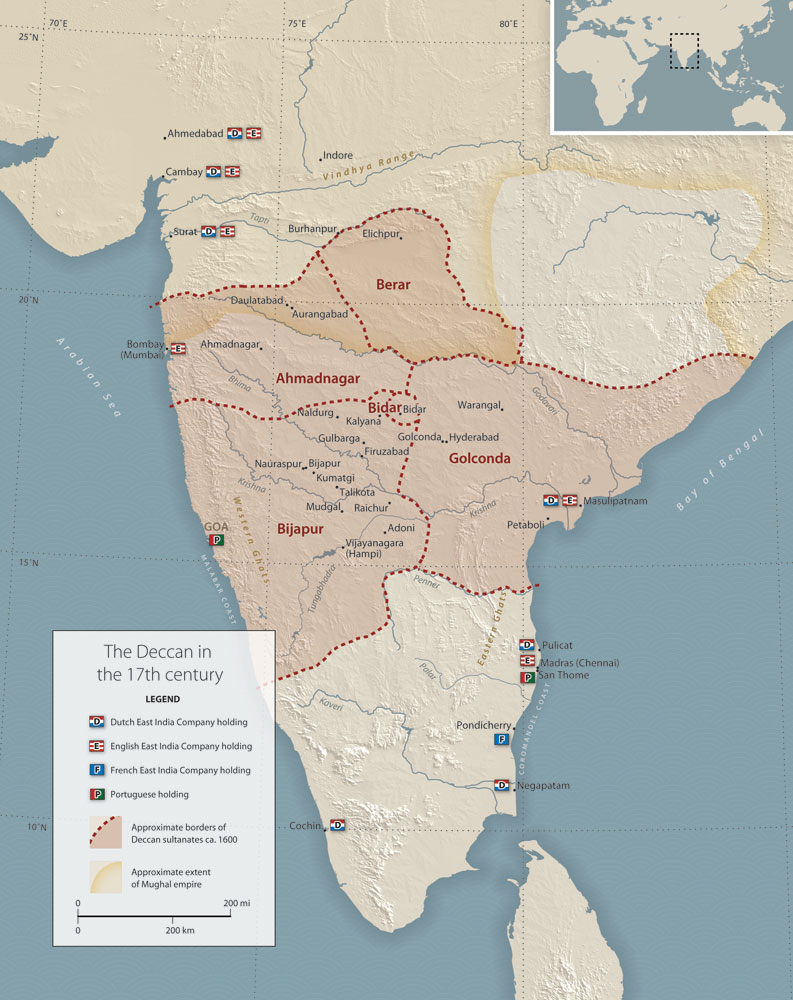 70°E
75°E
80°E
25°N
Ahmedabad D E
Indore
Vindhya Range
Cambay D E
Tapti
Surat D E
Burhanpur
Elichpur
Berar
20°N
Daulatabad
Aurangabad
Bombay
(Mumbai)
E
Ahmadnagar
Arabian Sea
Ahmadnagar
Bhima
Bidar
Bidar
Godavari
Naldurg
Kalyana
Warangal
Gulbarga
Golconda
Hyderabad
Firuzabad
Golconda
Nauraspur
Bijapur
Kumatgi
Krishna
Talikota
Bay of Bengal
D E
Masulipatnam
Mudgal
Raichur
Krishna
Petaboli
GOA
P
Western Ghats
Bijapur
Adoni
Vijayanagara
(Hampi)
15°N
MALABAR COAST
Tungabhadra
Penner
Eastern Ghats
D Pulicat
E Madras (Chennai)
P San Thome
Palai
Kaveri
Pondicherry
F
COROMANDEL COAST
D Negapatam
10°N
Cochin D
The Deccan in
the 17th century
LEGEND
D Dutch East India Company holding
E English East India Company holding
F French East India Company holding
P Portuguese holding
Approximate borders of
Deccan sultanates ca. 1600
Approximate extent
of Mughal empire
0
200 mi
0
200 km